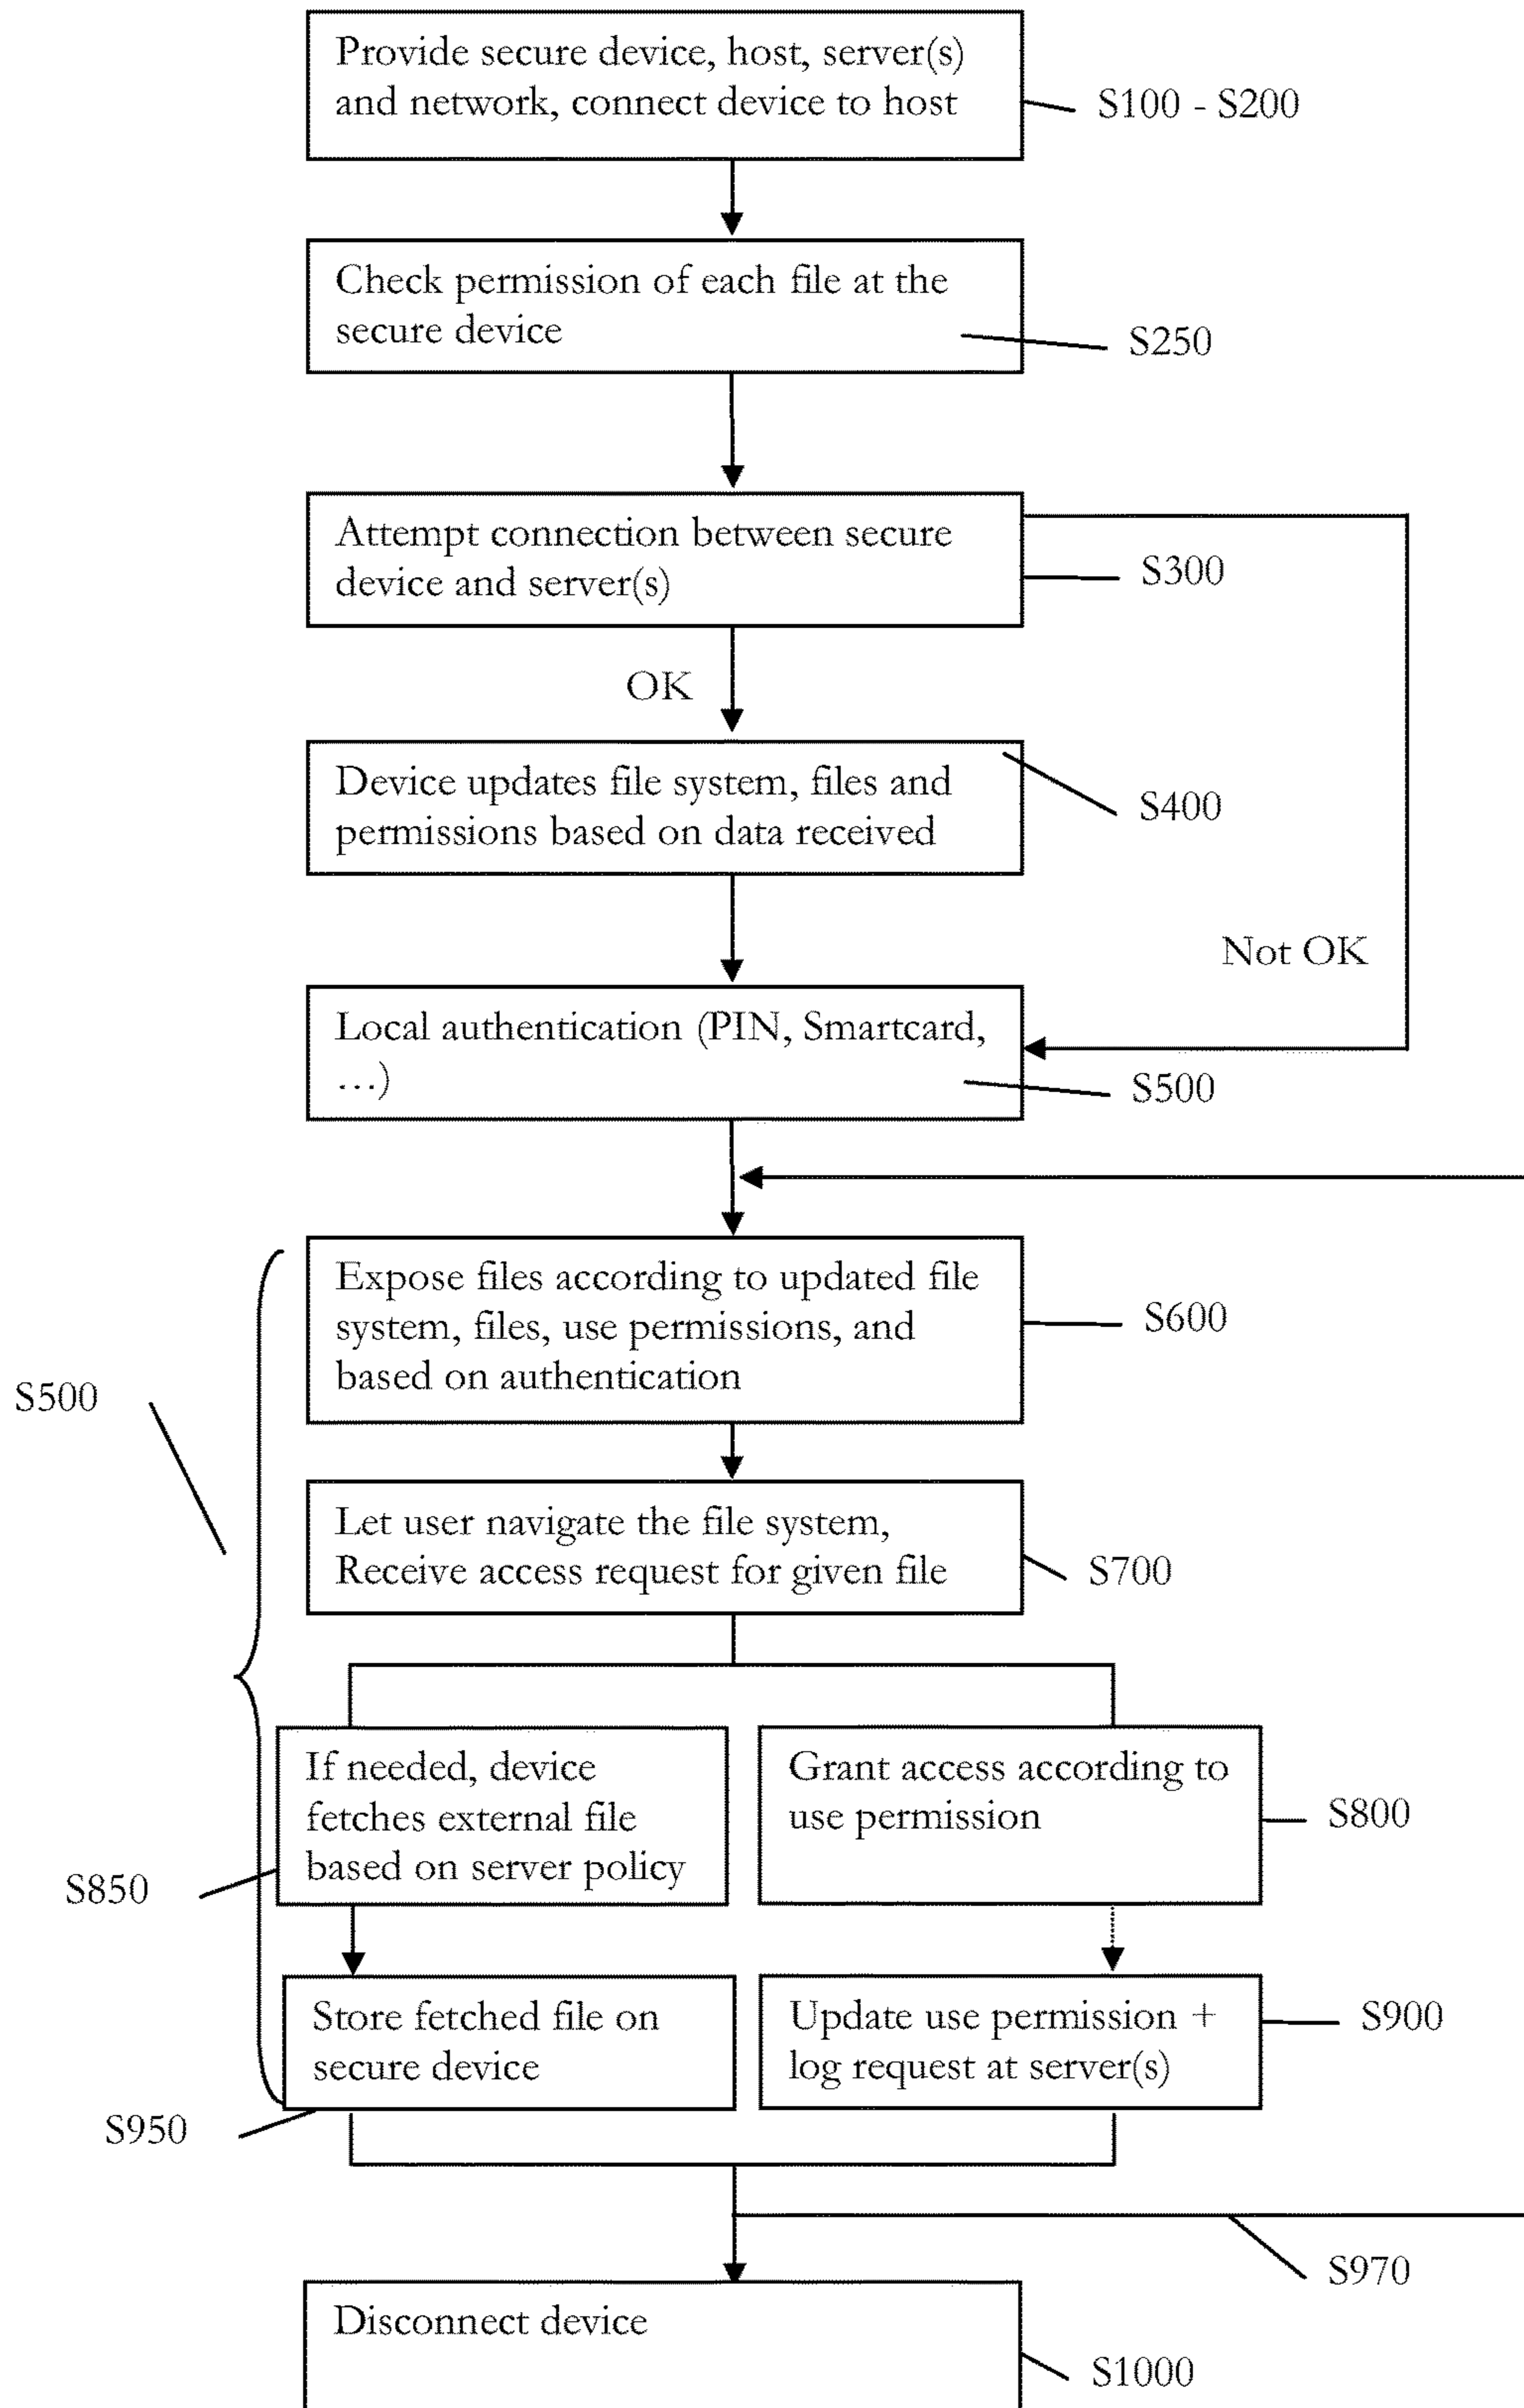 Provide secure device, host, server(s)
and network, connect device to host
S100 - S200
Check permission of each file at the
secure device
S250
Attempt connection between secure
device and server(s)
S300
OK
Device updates file system, files and
permissions based on data received
S400
Not OK
Local authentication (PIN, Smartcard,
…)
S500
Expose files according to updated file
system, files, use permissions, and
based on authentication
S600
S500
Let user navigate the file system,
Receive access request for given file
S700
If needed, device
fetches external file
based on server policy
S850
Grant access according to
use permission
S800
Store fetched file on
secure device
S950
Update use permission +
log request at server(s)
S900
S970
Disconnect device
S1000